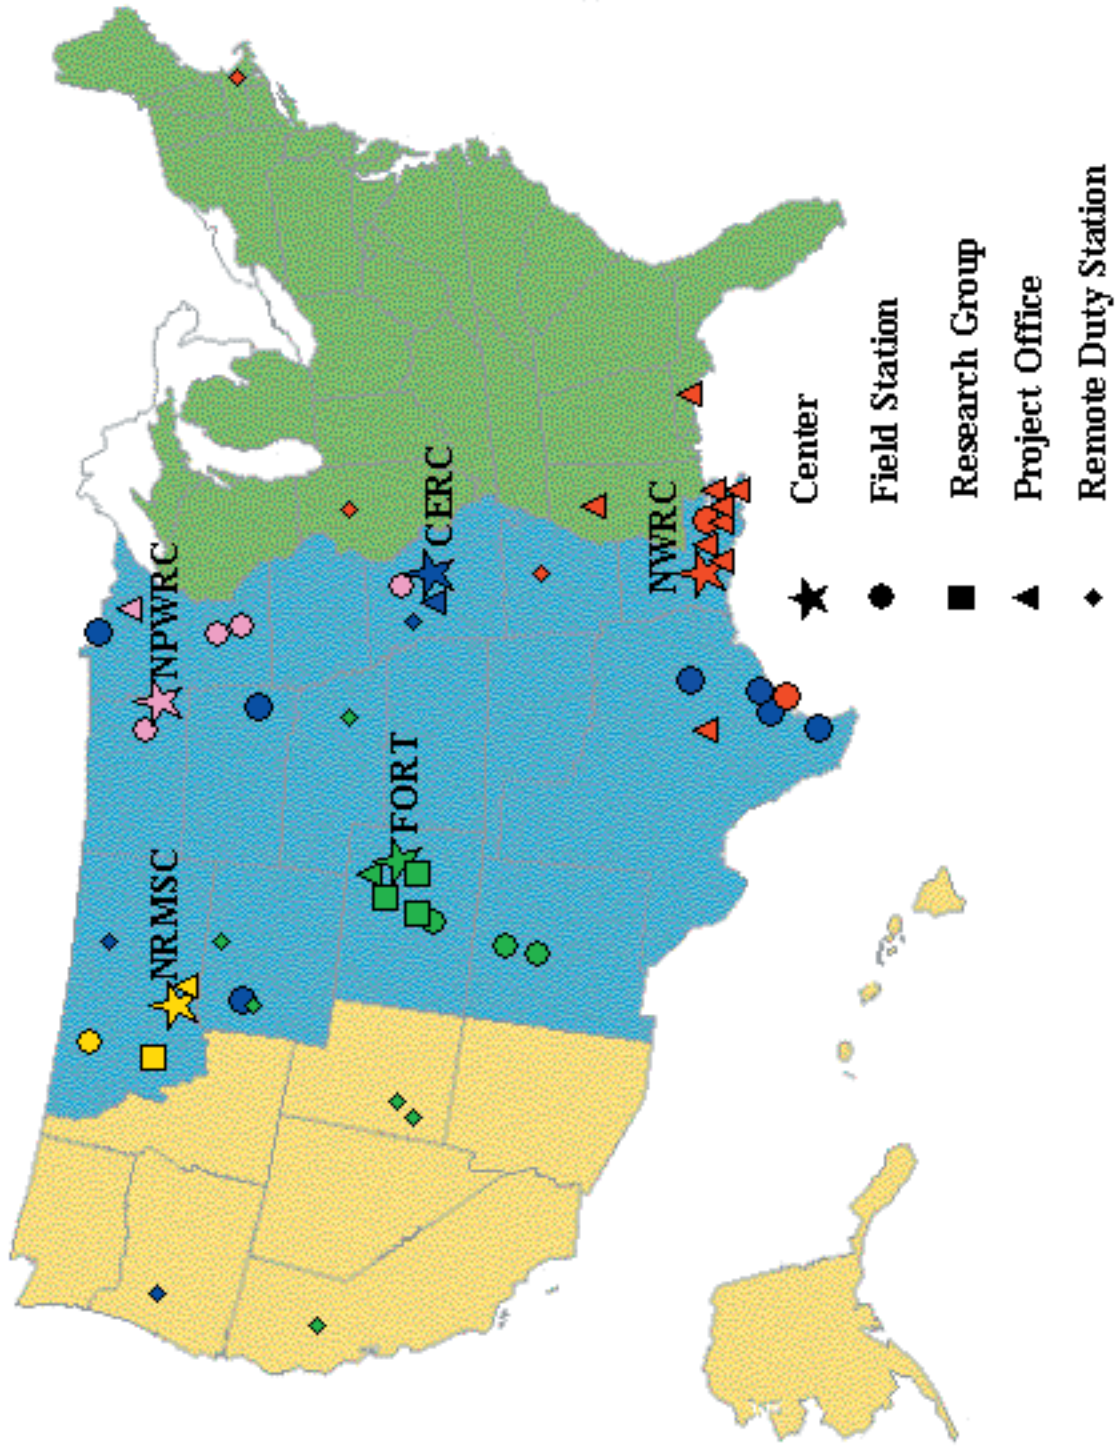 NRMSC
NPWRC
FORT
CERC
NWRC
Center
Field Station
Research Group
Project Office
Remote Duty Station